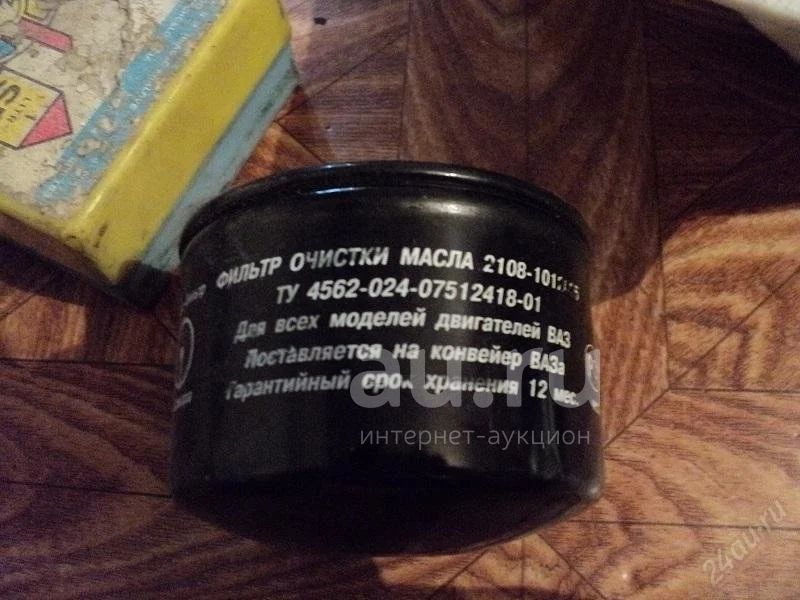 ФИЛЬТР ОЧИСТКИ МАСЛА 2108-
ТУ 4562-024-07512418-01
Для всех моделей двигателей ВАЗ
Поставляется на конвейер ВАЗа
Гарантийный срок хранения 12 мес.
au.ru
интернет-аукцион
24au.ru